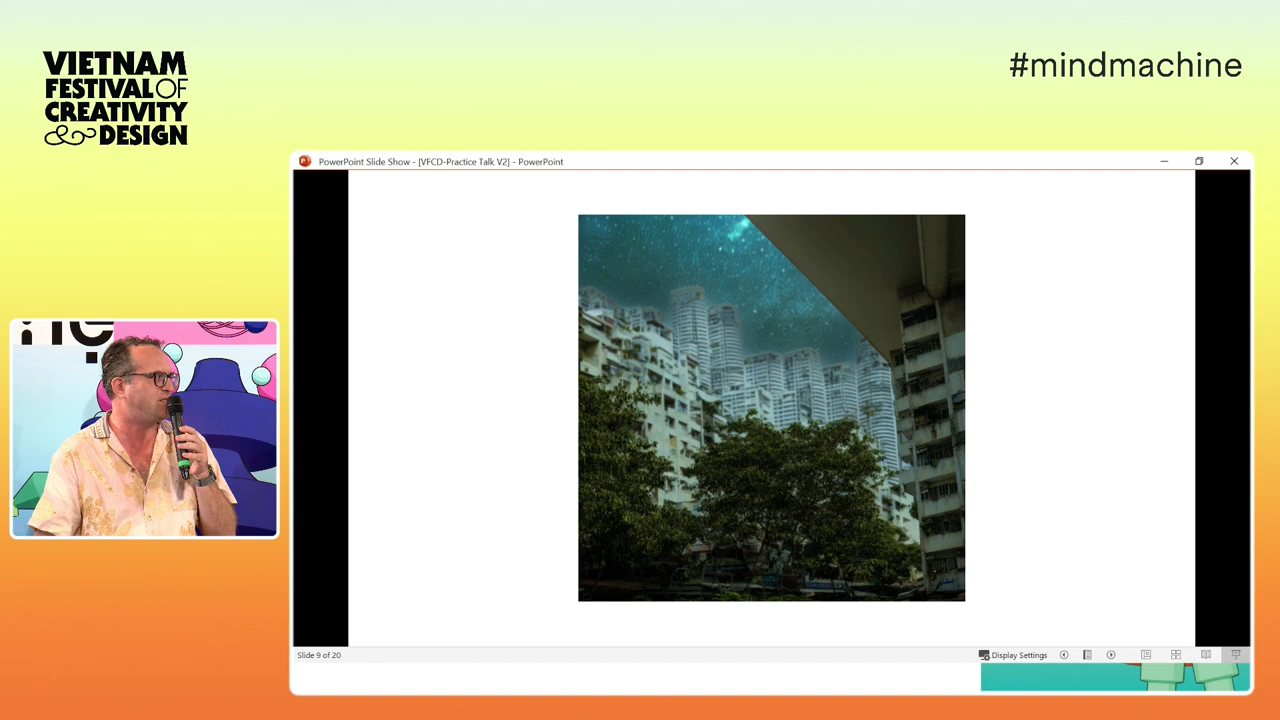 VIETNAM
FESTIVAL OF
CREATIVITY
& DESIGN
#mindmachine
PowerPoint Slide Show - [VFCD-Practice Talk V2] - PowerPoint
Slide 9 of 20
Display Settings